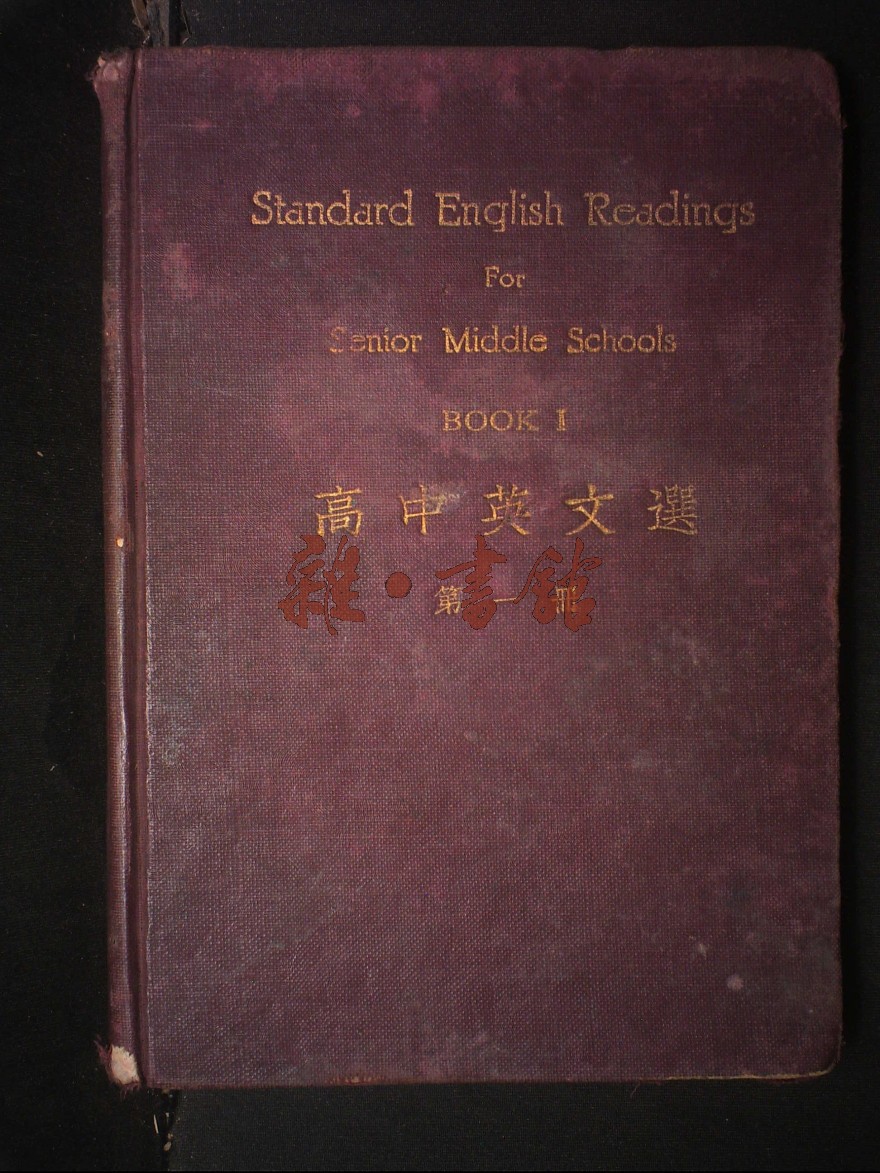 Standard English Readings
For
Senior Middle Schools
BOOK I
高中英文選
第一冊
雜·書館